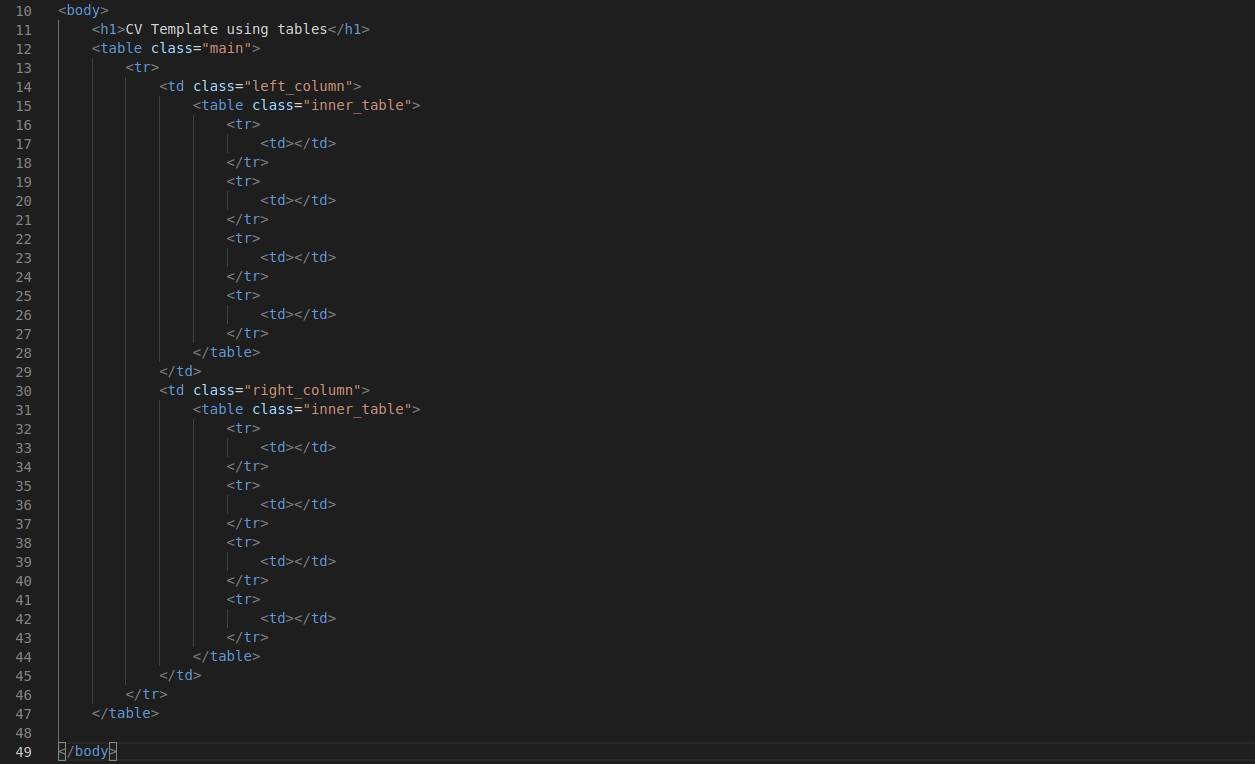 10 <body>
11     <h1>CV Template using tables</h1>
12     <table class="main">
13         <tr>
14             <td class="left_column">
15                 <table class="inner_table">
16                     <tr>
17                         <td></td>
18                     </tr>
19                     <tr>
20                         <td></td>
21                     </tr>
22                     <tr>
23                         <td></td>
24                     </tr>
25                     <tr>
26                         <td></td>
27                     </tr>
28                 </table>
29             </td>
30             <td class="right_column">
31                 <table class="inner_table">
32                     <tr>
33                         <td></td>
34                     </tr>
35                     <tr>
36                         <td></td>
37                     </tr>
38                     <tr>
39                         <td></td>
40                     </tr>
41                     <tr>
42                         <td></td>
43                     </tr>
44                 </table>
45             </td>
46         </tr>
47     </table>
48
49 </body>